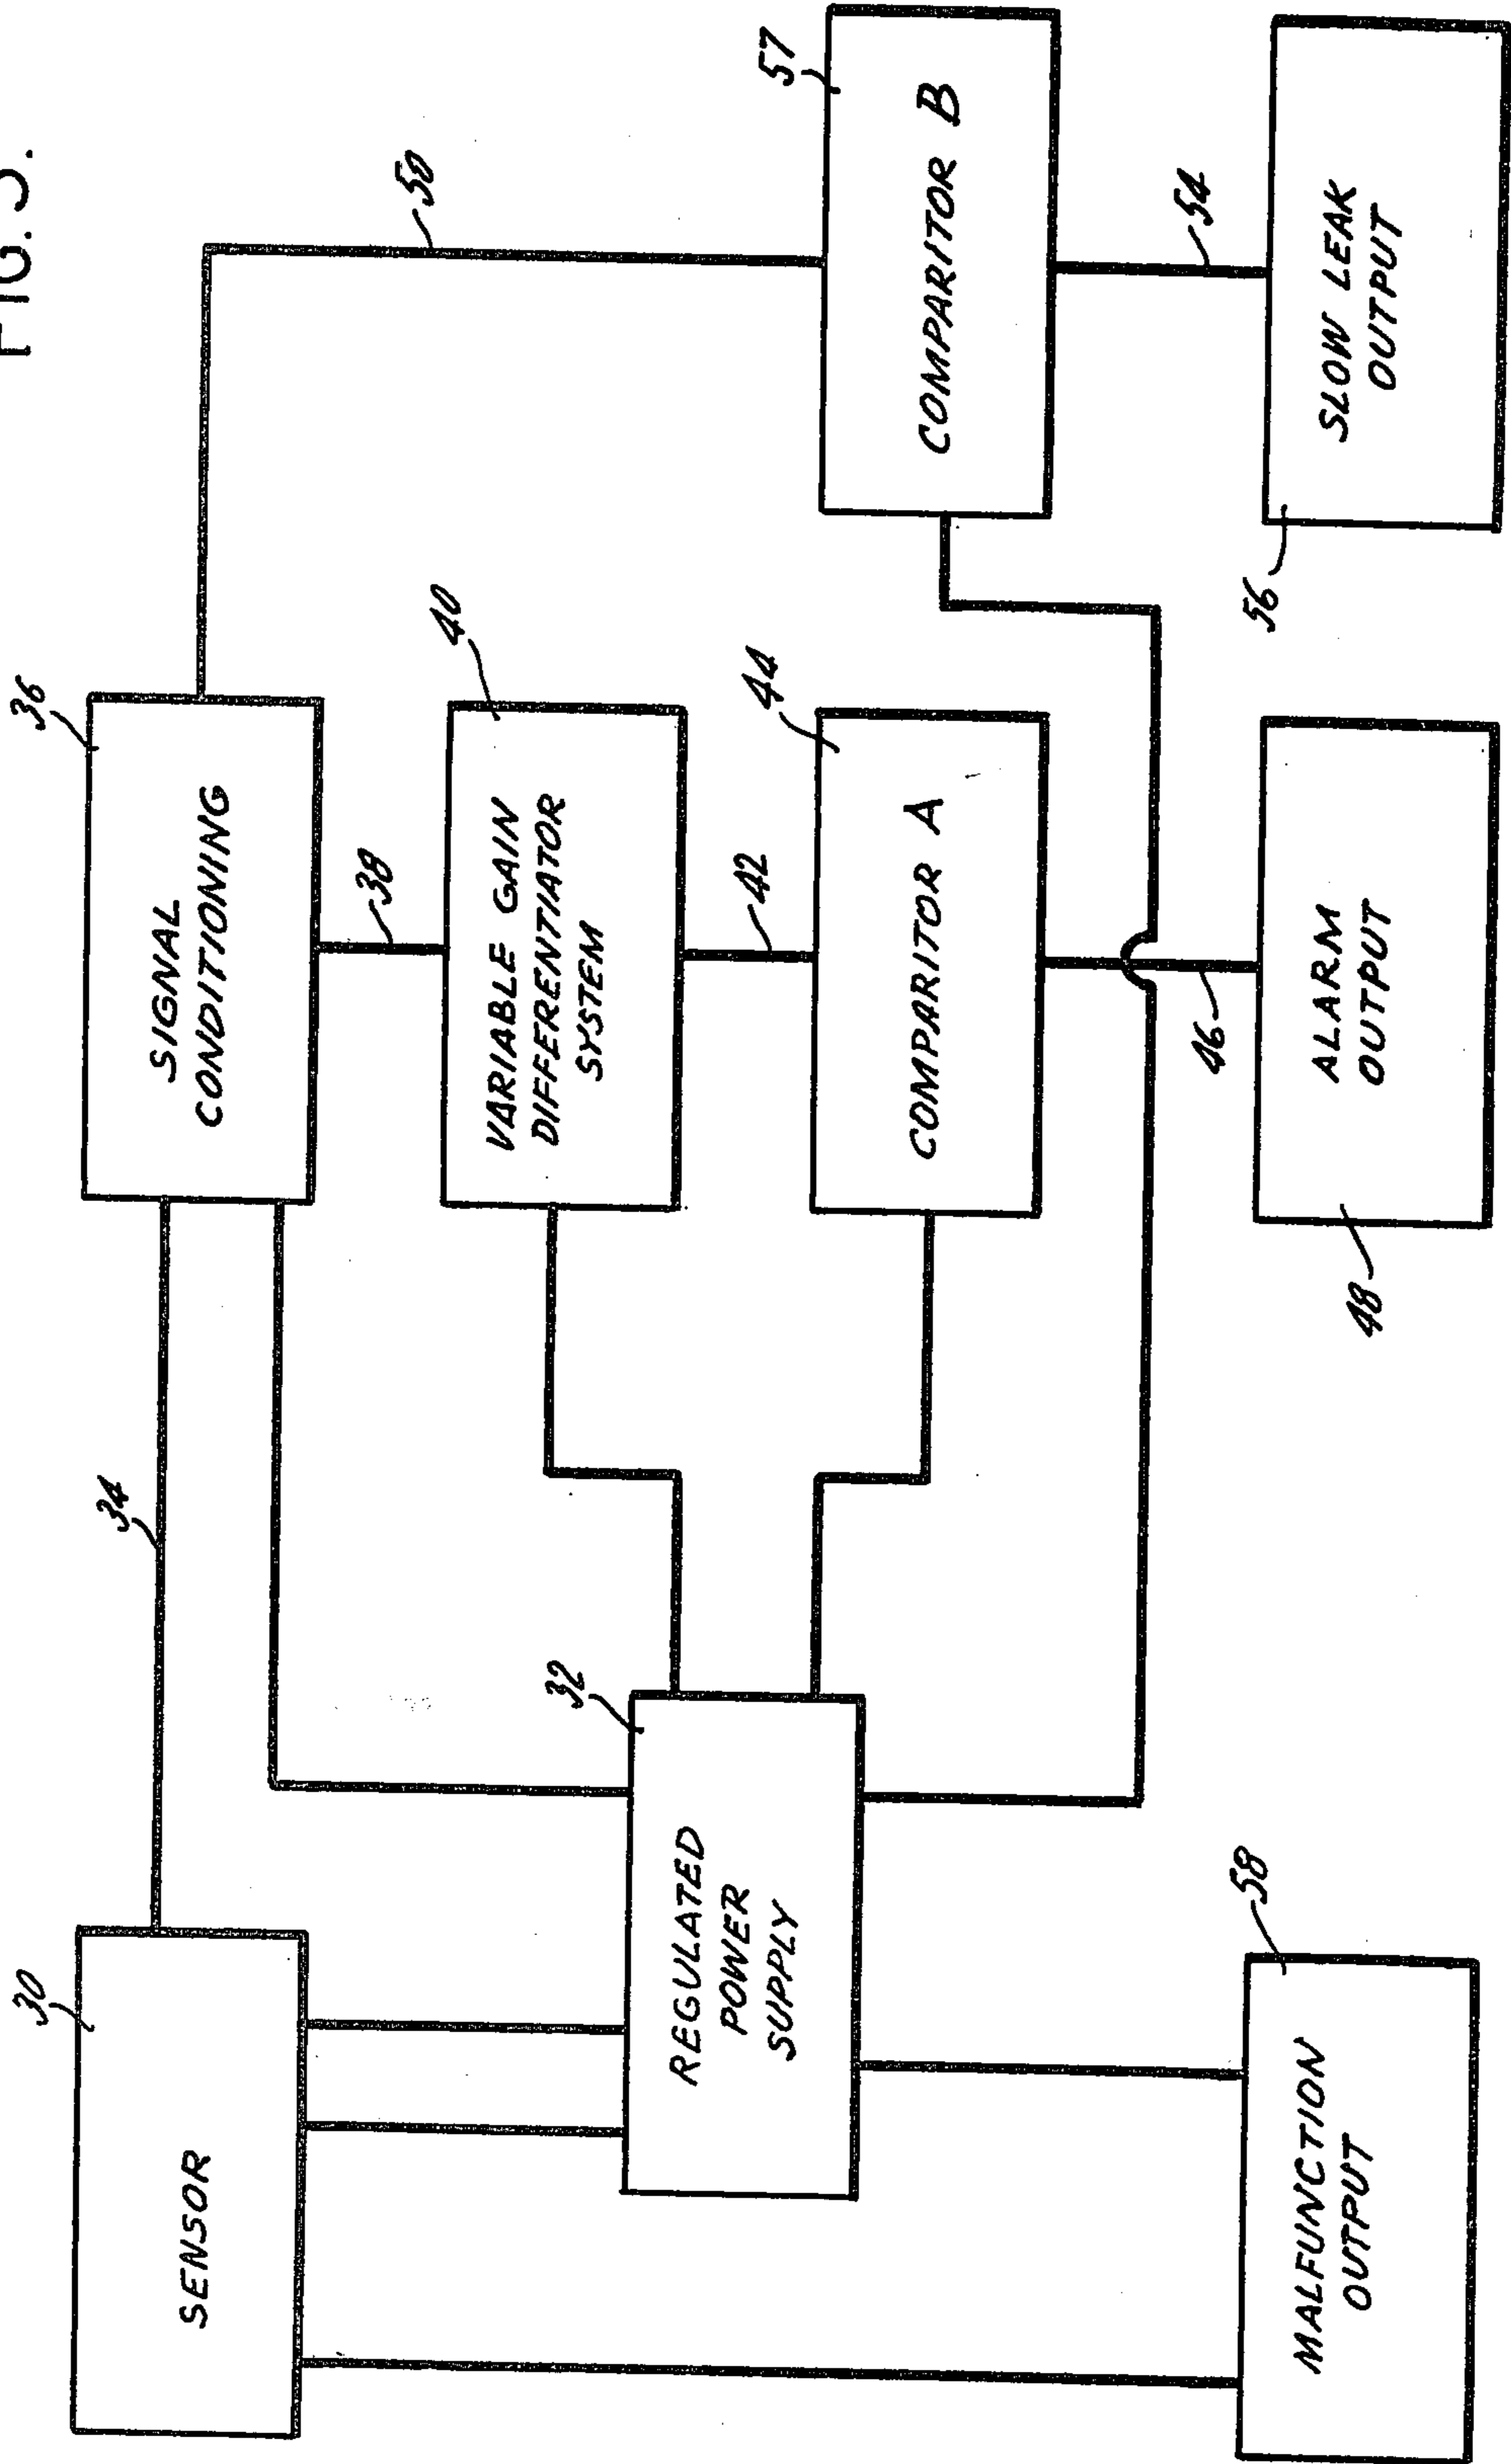 FIG.
30
SENSOR
34
36
SIGNAL
CONDITIONING
38
50
40
VARIABLE GAIN
DIFFERENTIATOR
SYSTEM
32
REGULATED
POWER
SUPPLY
42
44
COMPARITOR A
57
COMPARITOR B
46
54
58
MALFUNCTION
OUTPUT
48
ALARM
OUTPUT
56
SLOW LEAK
OUTPUT